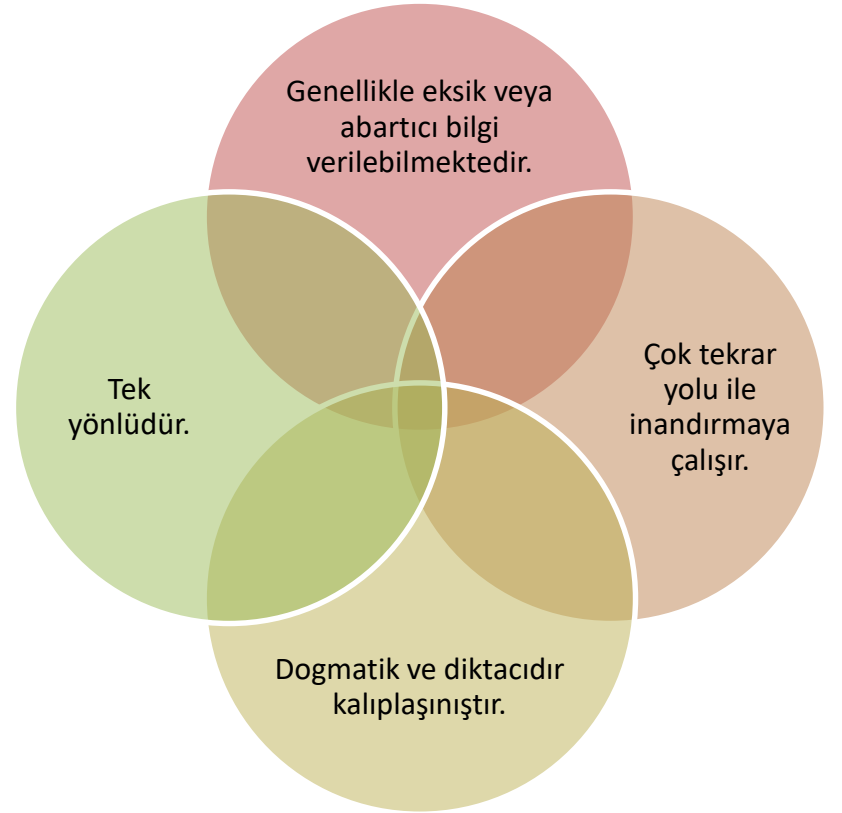 Genellikle eksik veya
abartıcı bilgi
verilebilmektedir.
Tek
yönlüdür.
Çok tekrar
yolu ile
inandırmaya
çalışır.
Dogmatik ve diktacıdır
kalıplaşınıştır.